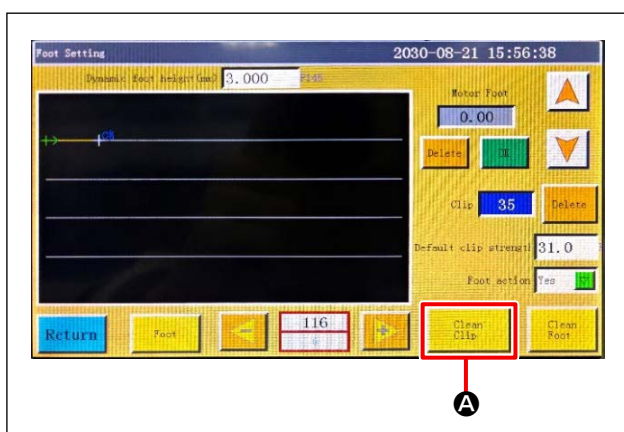 Foot Setting 2030-08-21 15:56:38
Dynamic foot height(mm) 3.000 P145
Motor Foot
0.00
Delete OK
Clip 35 Delete
Default clip strengt 31.0
Foot action Yes
Return Foot 116 Clean Clip Clean Foot
A